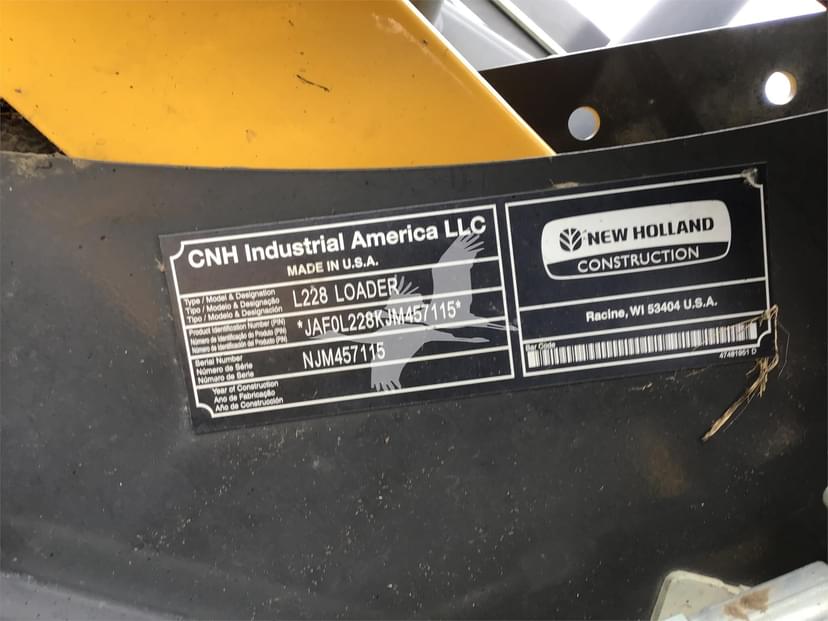 CNH Industrial America LLC
MADE IN U.S.A.
Type / Model & Designation
Tipo / Modelo & Designação
Tipo / Modelo & Designación
L228 LOADER
Product Identification Number (PIN)
Número de Identificação do Produto (PIN)
Número de Identificación de Producto (PIN)
*JAF0L228KJM457115*
Serial Number
Número de Série
Número de Serie
NJM457115
Year of Construction
Ano de Fabricação
Año de Construcción
NEW HOLLAND
CONSTRUCTION
Racine, WI 53404 U.S.A.
Bar Code
47481951 D